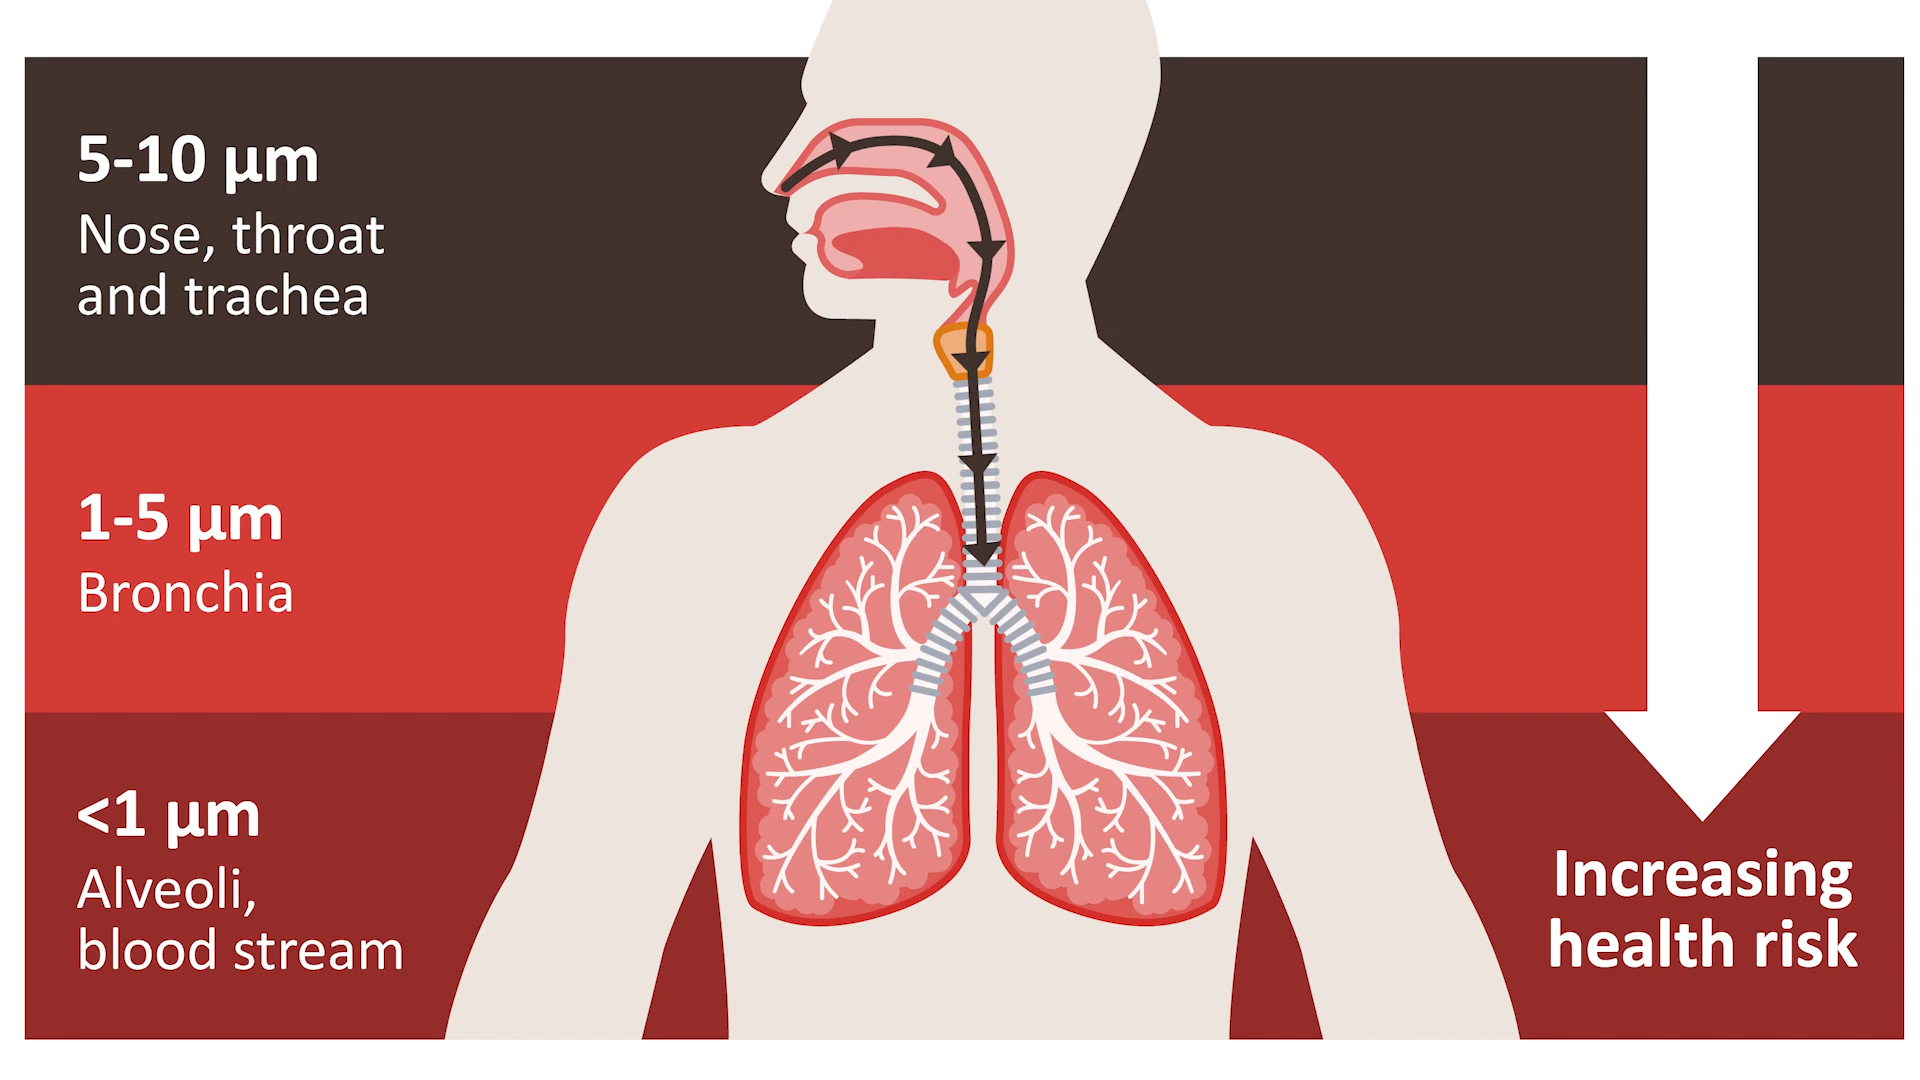 5-10 µm
Nose, throat
and trachea
1-5 µm
Bronchia
<1 µm
Alveoli,
blood stream
Increasing
health risk